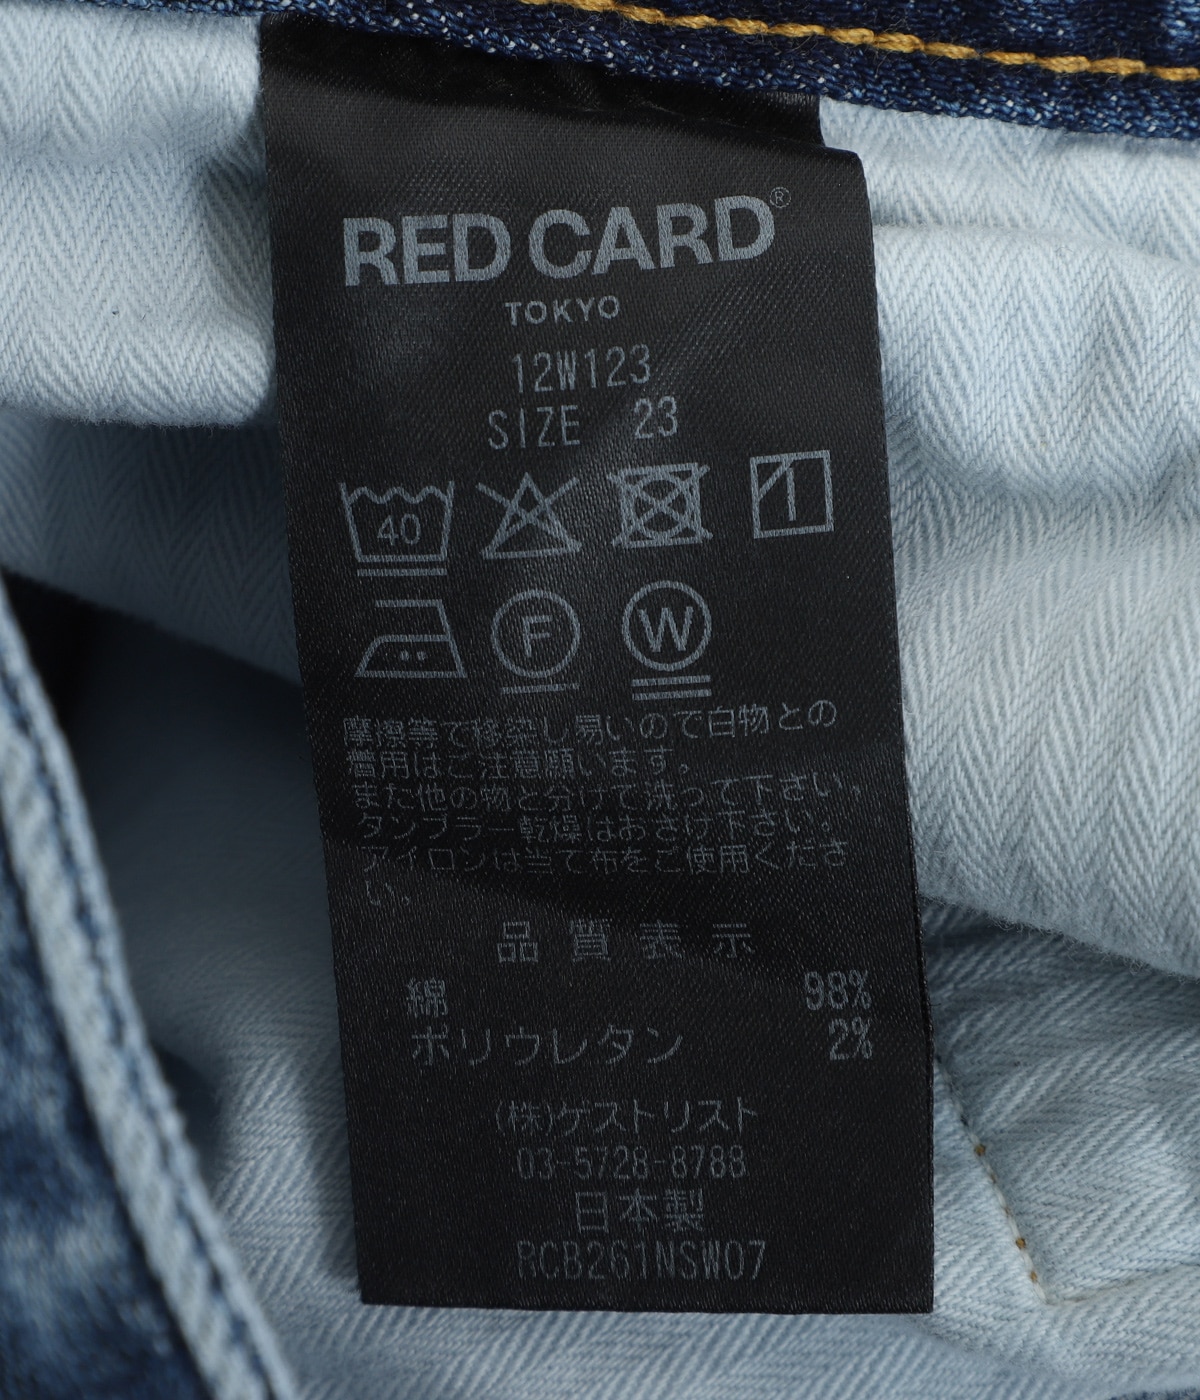 RED CARD®
TOKYO
12W123
SIZE 23
40
F W
摩擦等で移染し易いので白物との
着用はご注意願います。
また他の物と分けて洗って下さい。
タンブラー乾燥はおさけ下さい。
アイロンは当て布をご使用くださ
い。
品質表示
綿 98%
ポリウレタン 2%
(株)ゲストリスト
03-5728-8788
日本製
RCB261NSW07